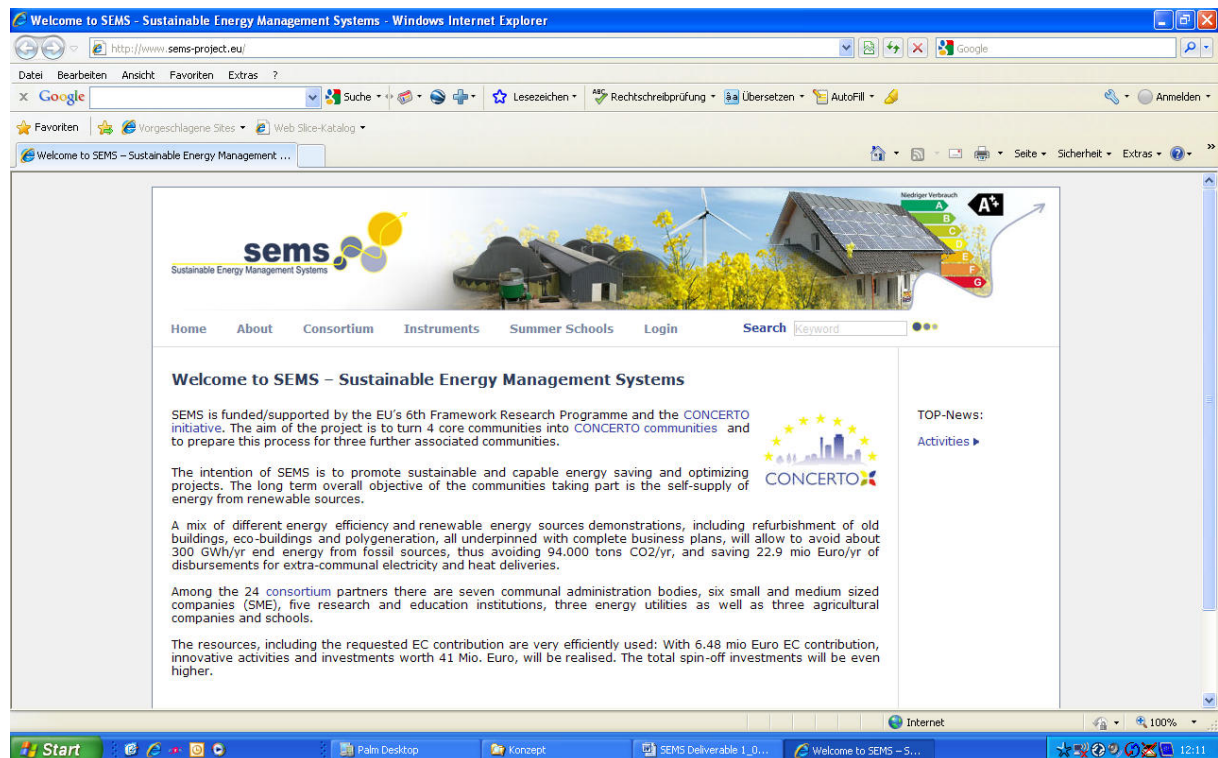 Welcome to SEMS - Sustainable Energy Management Systems - Windows Internet Explorer
http://www.sems-project.eu/
Google
Datei Bearbeiten Ansicht Favoriten Extras ?
x Google Suche Lesezeichen Rechtschreibprüfung Übersetzen AutoFill Anmelden
Favoriten Vorgeschlagene Sites Web Slice-Katalog
Welcome to SEMS – Sustainable Energy Management ... Seite Sicherheit Extras »
Niedriger Verbrauch
A A+
B
C
D
E
F
G
sems
Sustainable Energy Management Systems
Home About Consortium Instruments Summer Schools Login Search Keyword
Welcome to SEMS – Sustainable Energy Management Systems
SEMS is funded/supported by the EU's 6th Framework Research Programme and the CONCERTO
initiative. The aim of the project is to turn 4 core communities into CONCERTO communities and
to prepare this process for three further associated communities.
CONCERTO
TOP-News:
Activities
The intention of SEMS is to promote sustainable and capable energy saving and optimizing
projects. The long term overall objective of the communities taking part is the self-supply of
energy from renewable sources.
A mix of different energy efficiency and renewable energy sources demonstrations, including refurbishment of old
buildings, eco-buildings and polygeneration, all underpinned with complete business plans, will allow to avoid about
300 GWh/yr end energy from fossil sources, thus avoiding 94.000 tons CO2/yr, and saving 22.9 mio Euro/yr of
disbursements for extra-communal electricity and heat deliveries.
Among the 24 consortium partners there are seven communal administration bodies, six small and medium sized
companies (SME), five research and education institutions, three energy utilities as well as three agricultural
companies and schools.
The resources, including the requested EC contribution are very efficiently used: With 6.48 mio Euro EC contribution,
innovative activities and investments worth 41 Mio. Euro, will be realised. The total spin-off investments will be even
higher.
Internet 100%
Start Palm Desktop Konzept SEMS Deliverable 1_0... Welcome to SEMS – S... 12:11